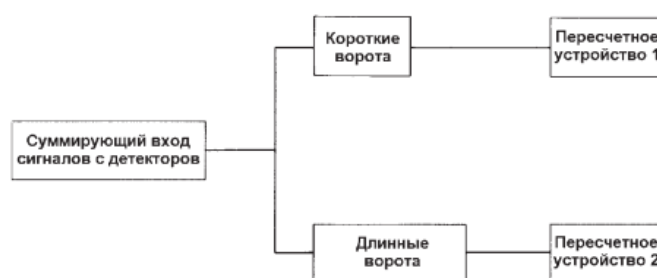 Короткие
ворота
Пересчетное
устройство 1
Суммирующий вход
сигналов с детекторов
Длинные
ворота
Пересчетное
устройство 2